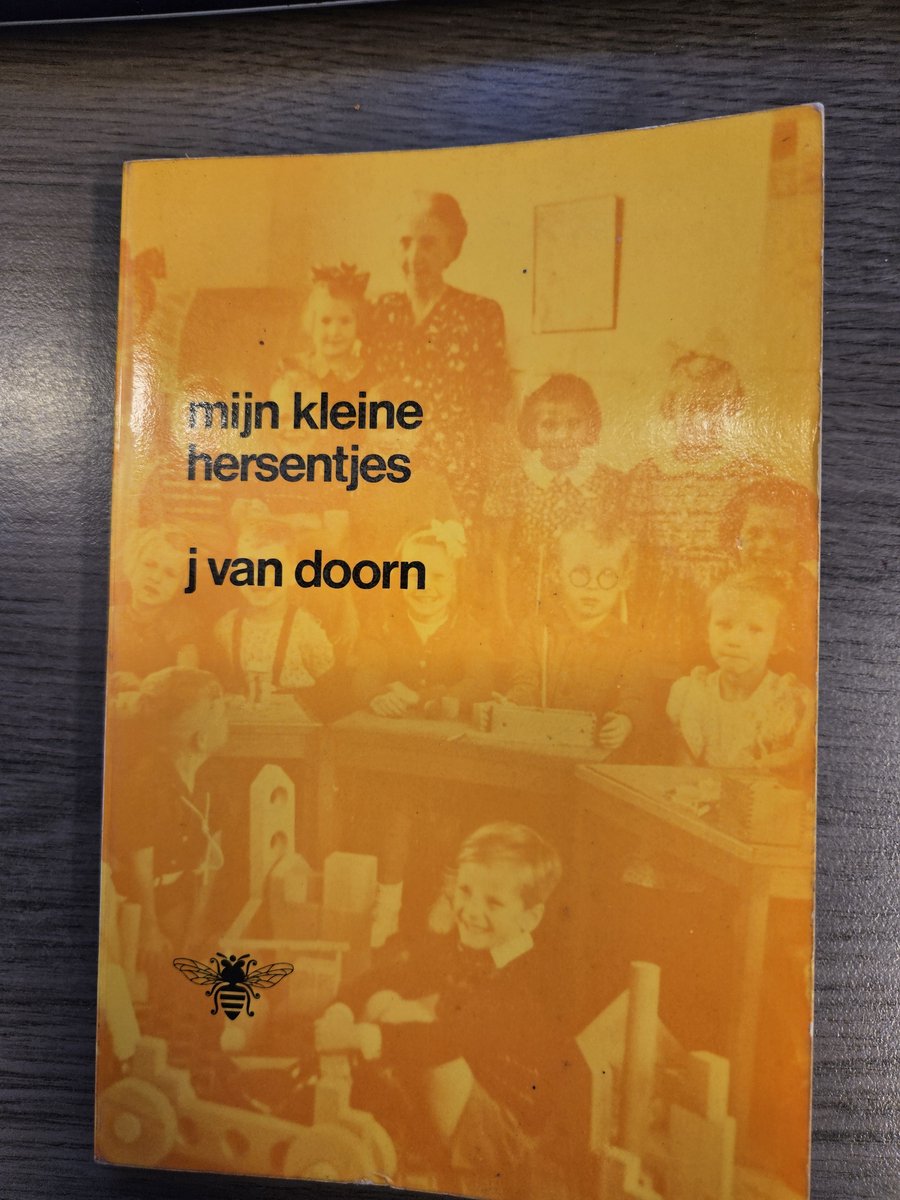 mijn kleine
hersentjes
j van doorn